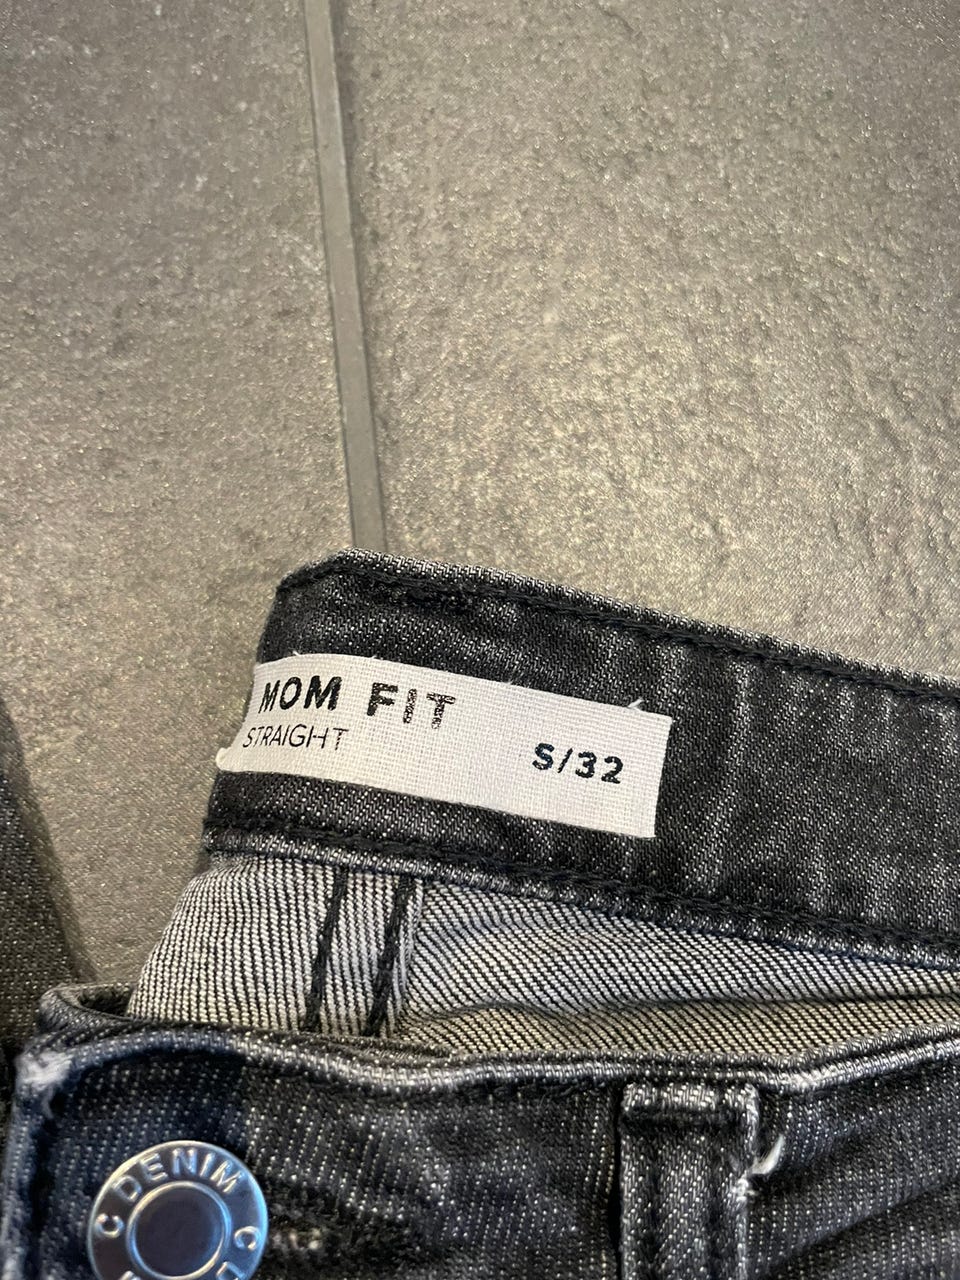 MOM FIT
STRAIGHT
S/32
DENIM